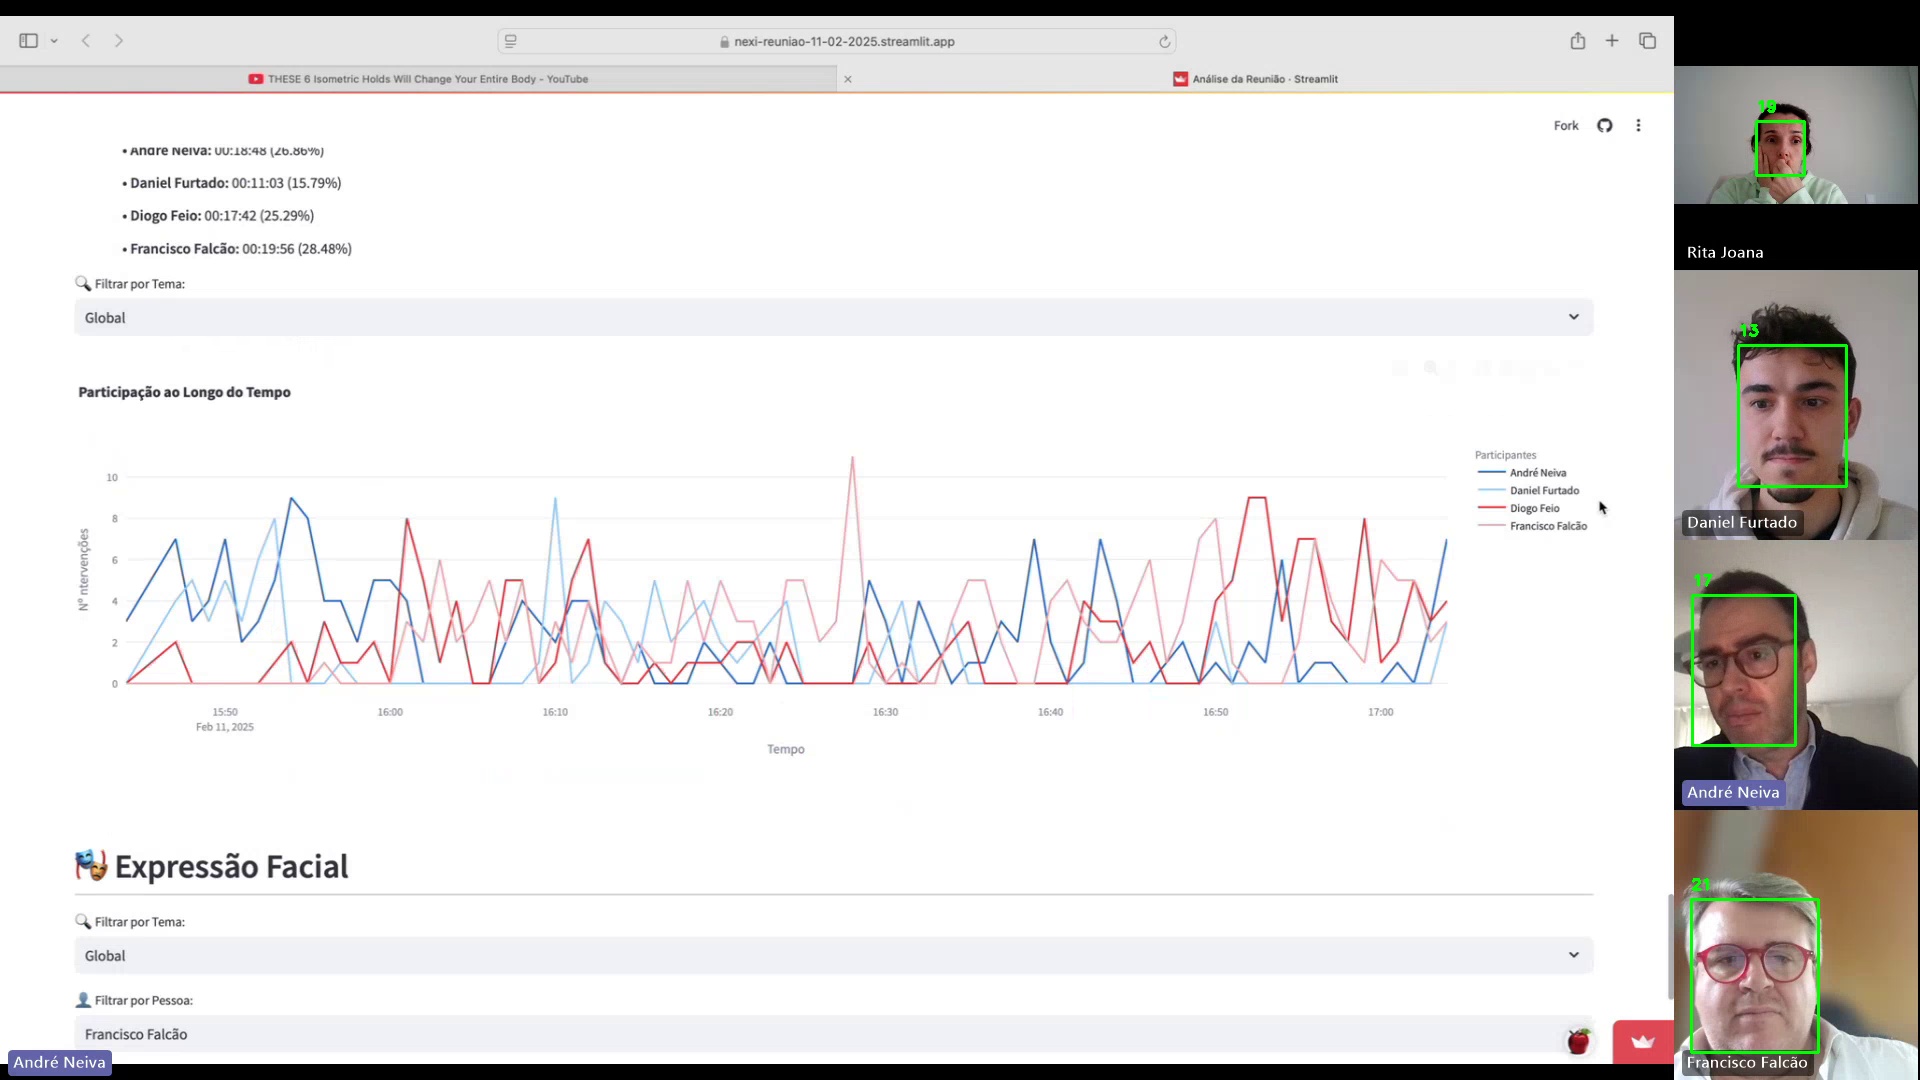 nexi-reuniao-11-02-2025.streamlit.app
THESE 6 Isometric Holds Will Change Your Entire Body - YouTube
Análise da Reunião · Streamlit
Fork
• André Neiva: 00:18:48 (26.86%)
• Daniel Furtado: 00:11:03 (15.79%)
• Diogo Feio: 00:17:42 (25.29%)
• Francisco Falcão: 00:19:56 (28.48%)
Filtrar por Tema:
Global
Participação ao Longo do Tempo
Participantes
André Neiva
Daniel Furtado
Diogo Feio
Francisco Falcão
Nº ntervenções
10
8
6
4
2
0
15:50
16:00
16:10
16:20
16:30
16:40
16:50
17:00
Feb 11, 2025
Tempo
Expressão Facial
Filtrar por Tema:
Global
Filtrar por Pessoa:
Francisco Falcão
André Neiva
19
Rita Joana
13
Daniel Furtado
17
André Neiva
21
Francisco Falcão